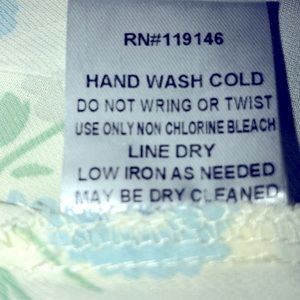 RN#119146
HAND WASH COLD
DO NOT WRING OR TWIST
USE ONLY NON CHLORINE BLEACH
LINE DRY
LOW IRON AS NEEDED
MAY BE DRY CLEANED